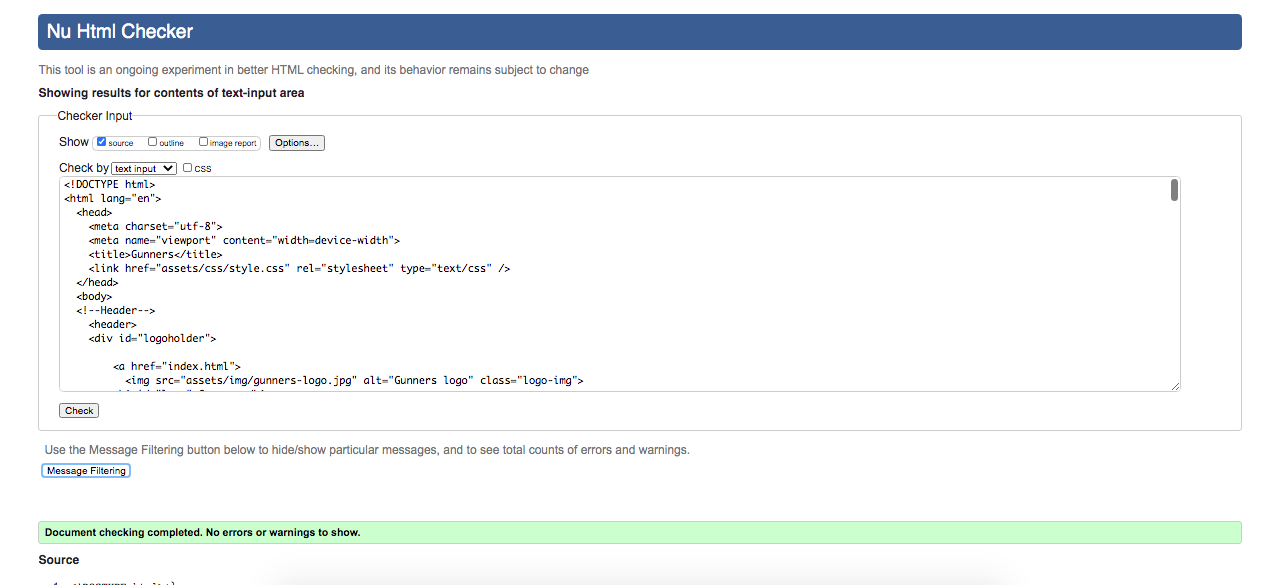 Nu Html Checker
This tool is an ongoing experiment in better HTML checking, and its behavior remains subject to change
Showing results for contents of text-input area
Checker Input
Show source outline image report Options...
Check by text input css
<!DOCTYPE html>
<html lang="en">
<head>
<meta charset="utf-8">
<meta name="viewport" content="width=device-width">
<title>Gunners</title>
<link href="assets/css/style.css" rel="stylesheet" type="text/css" />
</head>
<body>
<!--Header-->
<header>
<div id="logoholder">
<a href="index.html">
<img src="assets/img/gunners-logo.jpg" alt="Gunners logo" class="logo-img">
Check
Use the Message Filtering button below to hide/show particular messages, and to see total counts of errors and warnings.
Message Filtering
Document checking completed. No errors or warnings to show.
Source